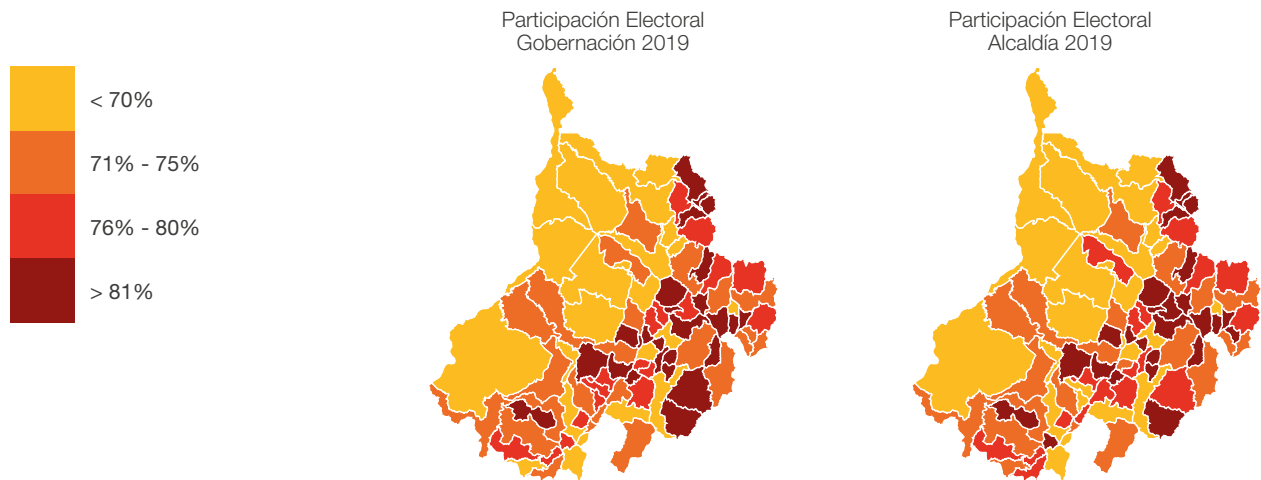 Participación Electoral
Gobernación 2019
Participación Electoral
Alcaldía 2019
< 70%
71% - 75%
76% - 80%
> 81%